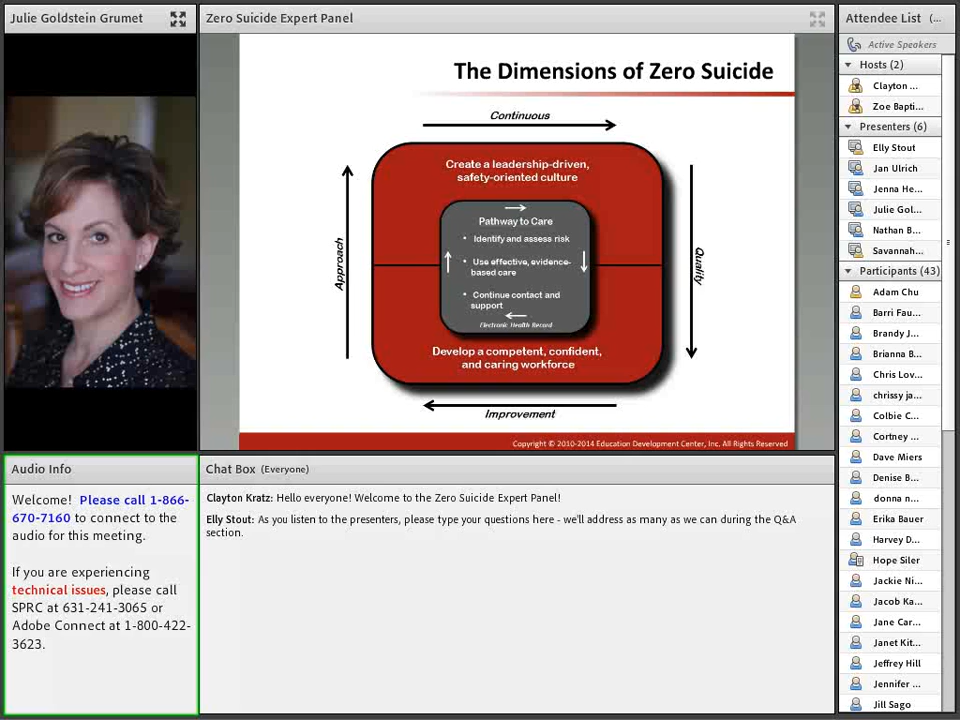 Julie Goldstein Grumet
Zero Suicide Expert Panel
The Dimensions of Zero Suicide
Continuous
Create a leadership-driven,
safety-oriented culture
Pathway to Care
• Identify and assess risk
• Use effective, evidence-
based care
• Continue contact and
support
Electronic Health Record
Approach
Quality
Develop a competent, confident,
and caring workforce
Improvement
Copyright © 2010-2014 Education Development Center, Inc. All Rights Reserved
Attendee List (...
Active Speakers
Hosts (2)
Clayton ...
Zoe Bapti...
Presenters (6)
Elly Stout
Jan Ulrich
Jenna He...
Julie Gol...
Nathan B...
Savannah...
Participants (43)
Adam Chu
Barri Fau...
Brandy J...
Brianna B...
Chris Lov...
chrissy ja...
Colbie C...
Cortney ...
Dave Miers
Denise B...
donna n...
Erika Bauer
Harvey D...
Hope Siler
Jackie Ni...
Jacob Ka...
Jane Car...
Janet Kit...
Jeffrey Hill
Jennifer ...
Jill Sago
Audio Info
Welcome! Please call 1-866-
670-7160 to connect to the
audio for this meeting.
If you are experiencing
technical issues, please call
SPRC at 631-241-3065 or
Adobe Connect at 1-800-422-
3623.
Chat Box (Everyone)
Clayton Kratz: Hello everyone! Welcome to the Zero Suicide Expert Panel!
Elly Stout: As you listen to the presenters, please type your questions here - we'll address as many as we can during the Q&A
section.